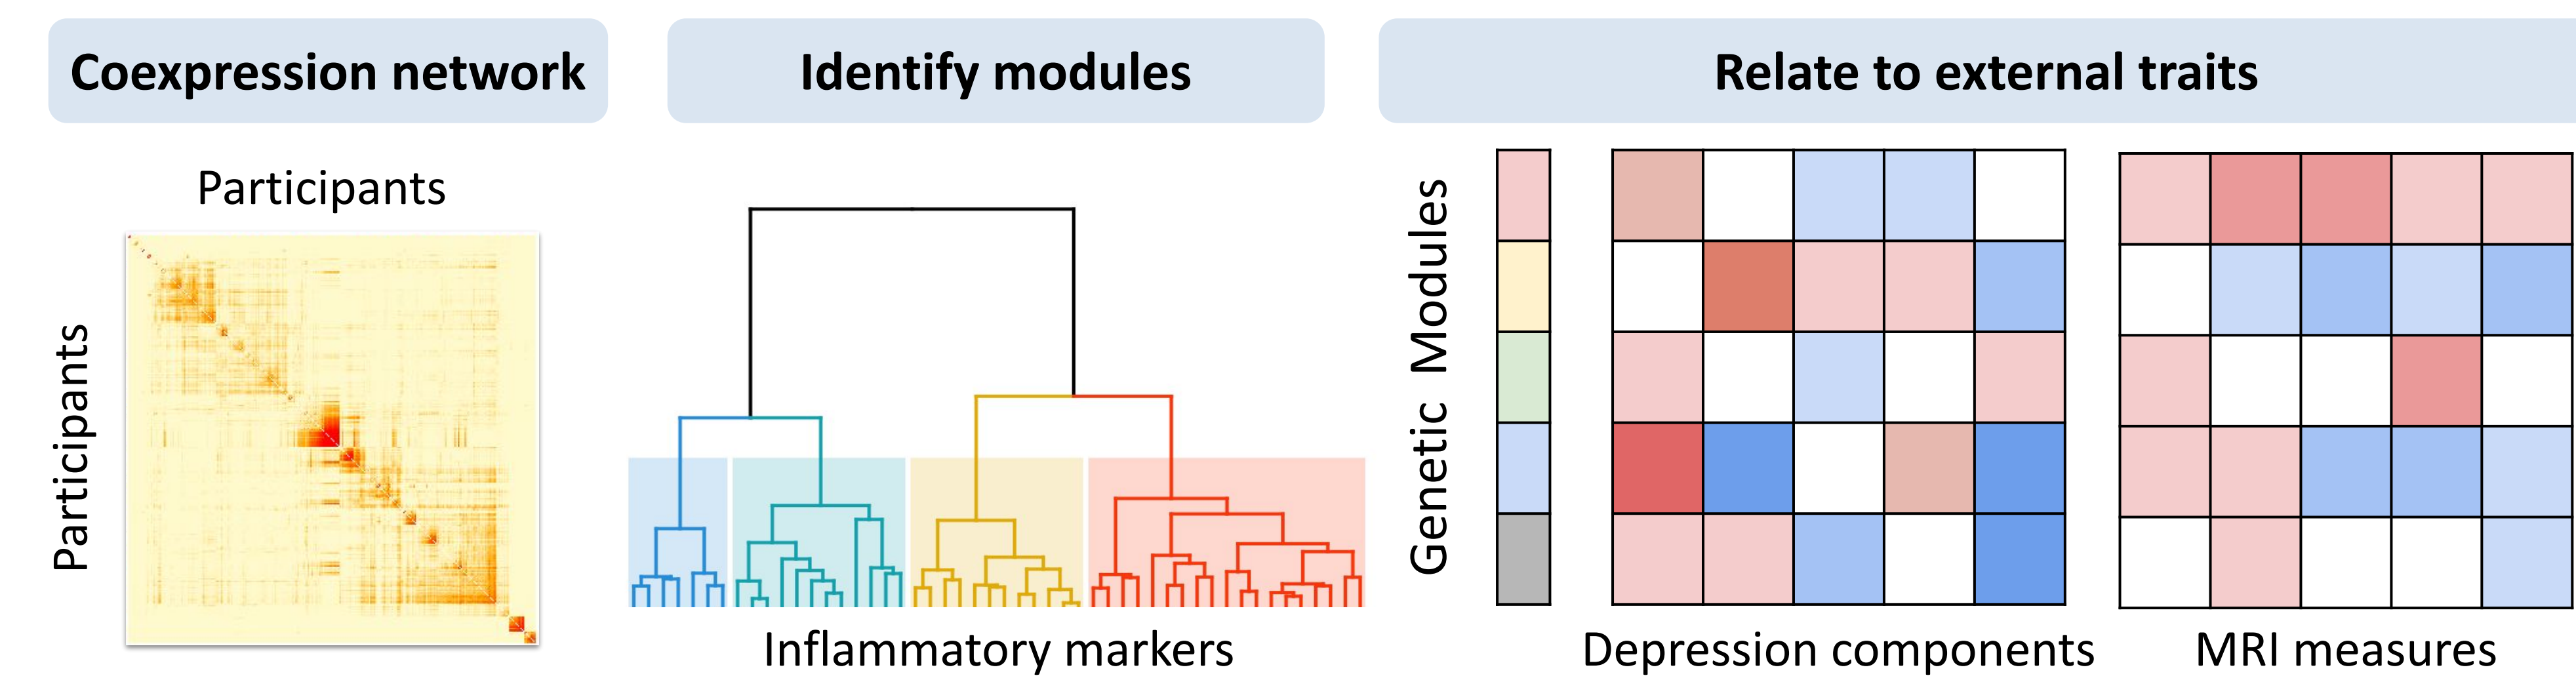 Coexpression network
Identify modules
Relate to external traits
Participants
Participants
Genetic Modules
Inflammatory markers
Depression components
MRI measures